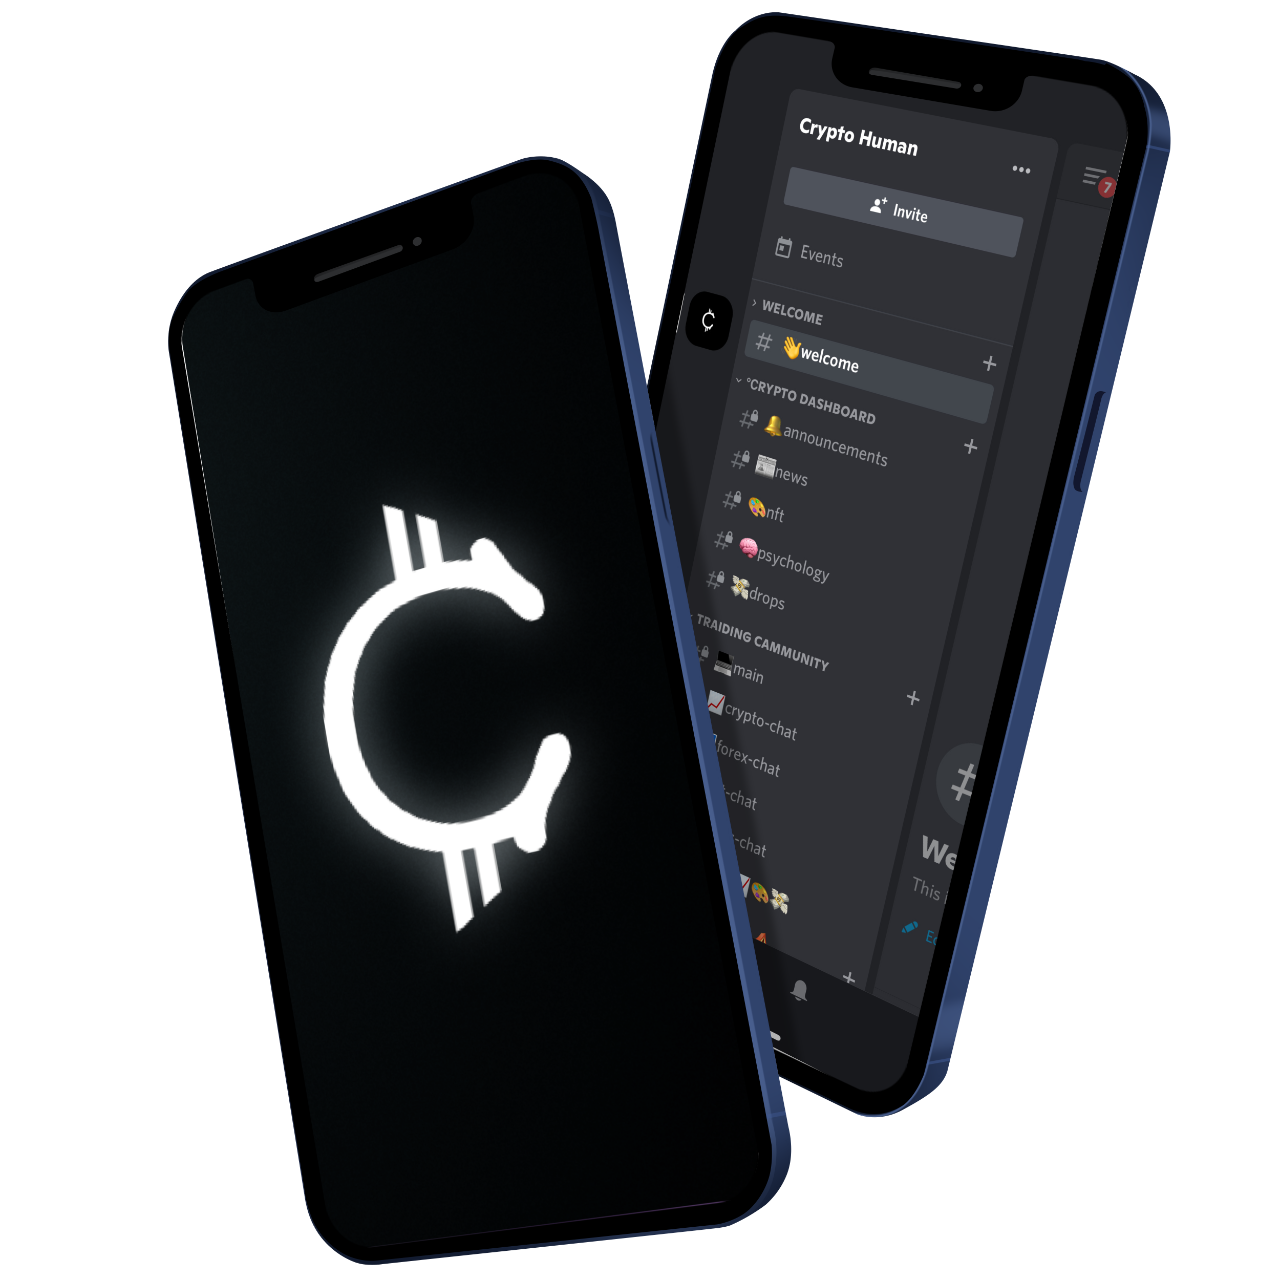 Crypto Human
Invite
Events
WELCOME
#👋welcome
°CRYPTO DASHBOARD
🔔announcements
📰news
🎨nft
🧠psychology
💸drops
TRAIDING CAMMUNITY
main
📈crypto-chat
forex-chat
-chat
-chat
🎨💸
7
We
This